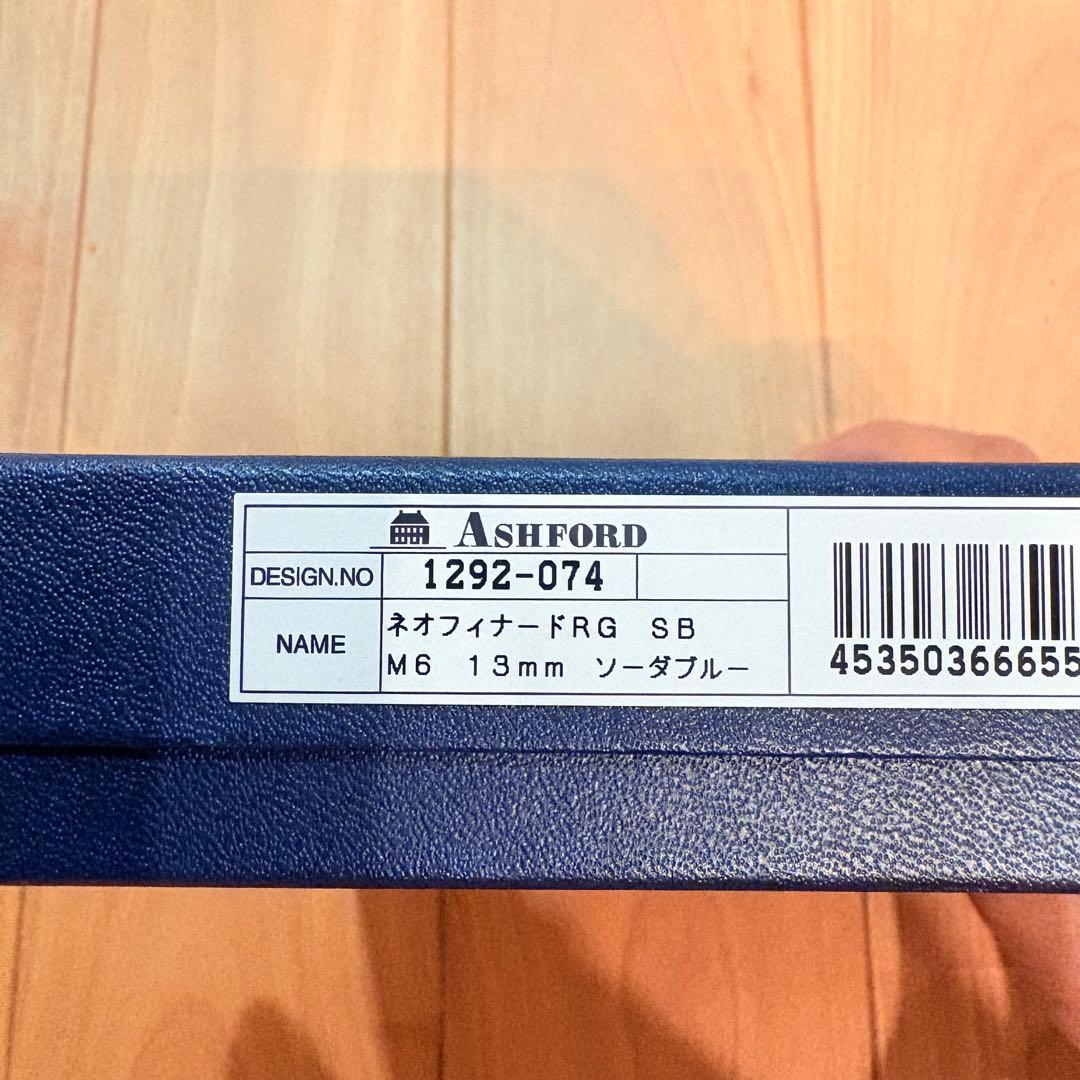 ASHFORD
DESIGN.NO 1292-074
NAME
ネオフィナードRG SB
M6 13mm ソーダブルー
45350366655